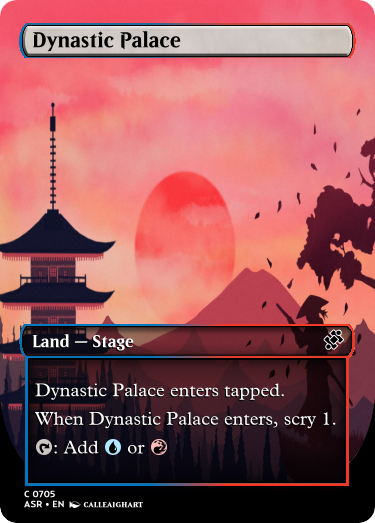 Dynastic Palace
Land — Stage
Dynastic Palace enters tapped.
When Dynastic Palace enters, scry 1.
: Add or
C 0705
ASR • EN CALLEAIGHART